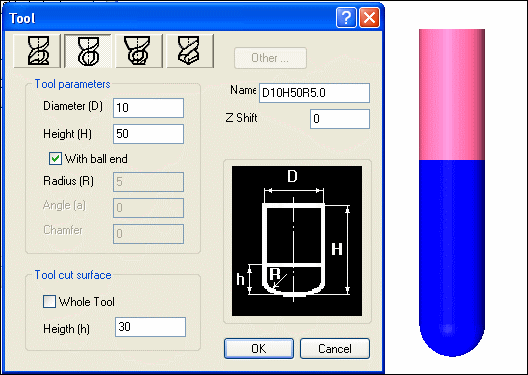 Tool
Other ...
Tool parameters
Diameter (D) 10
Height (H) 50
With ball end
Radius (R) 5
Angle (a) 0
Chamfer 0
Name D10H50R5.0
Z Shift 0
D
H
h
R
Tool cut surface
Whole Tool
Heigth (h) 30
OK
Cancel